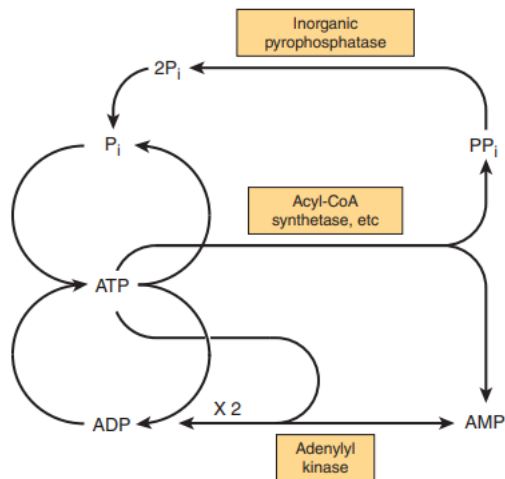 Inorganic
pyrophosphatase
2Pi
Pi
PPi
Acyl-CoA
synthetase, etc
ATP
X 2
ADP
AMP
Adenylyl
kinase